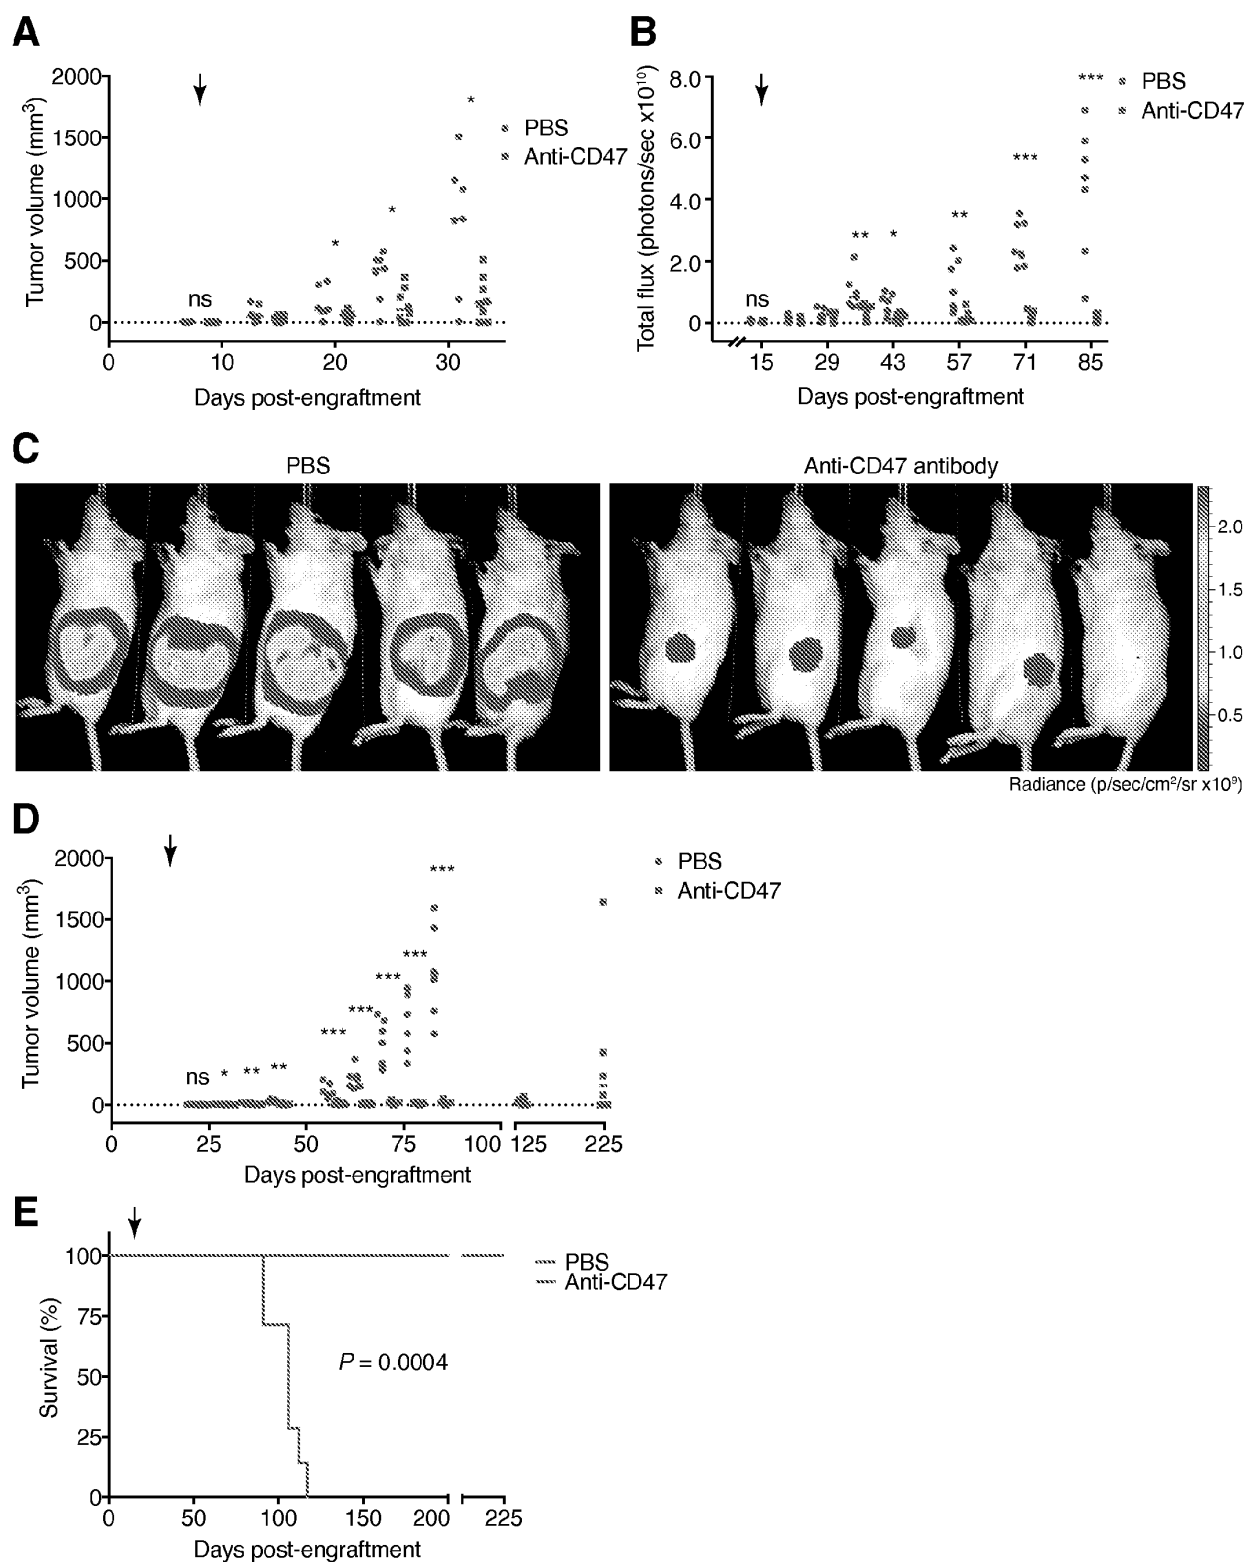 A
Tumor volume (mm³)
2000
1500
1000
500
0
ns
*
*
*
PBS
Anti-CD47
0 10 20 30
Days post-engraftment
B
Total flux (photons/sec x10¹⁰)
8.0
6.0
4.0
2.0
0
ns
**
*
**
***
***
PBS
Anti-CD47
15 29 43 57 71 85
Days post-engraftment
C
PBS
Anti-CD47 antibody
2.0
1.5
1.0
0.5
Radiance (p/sec/cm²/sr x10⁹)
D
Tumor volume (mm³)
2000
1500
1000
500
0
ns * ** ** *** *** *** *** ***
PBS
Anti-CD47
0 25 50 75 100 125 225
Days post-engraftment
E
Survival (%)
100
75
50
25
0
PBS
Anti-CD47
P = 0.0004
0 50 100 150 200 225
Days post-engraftment